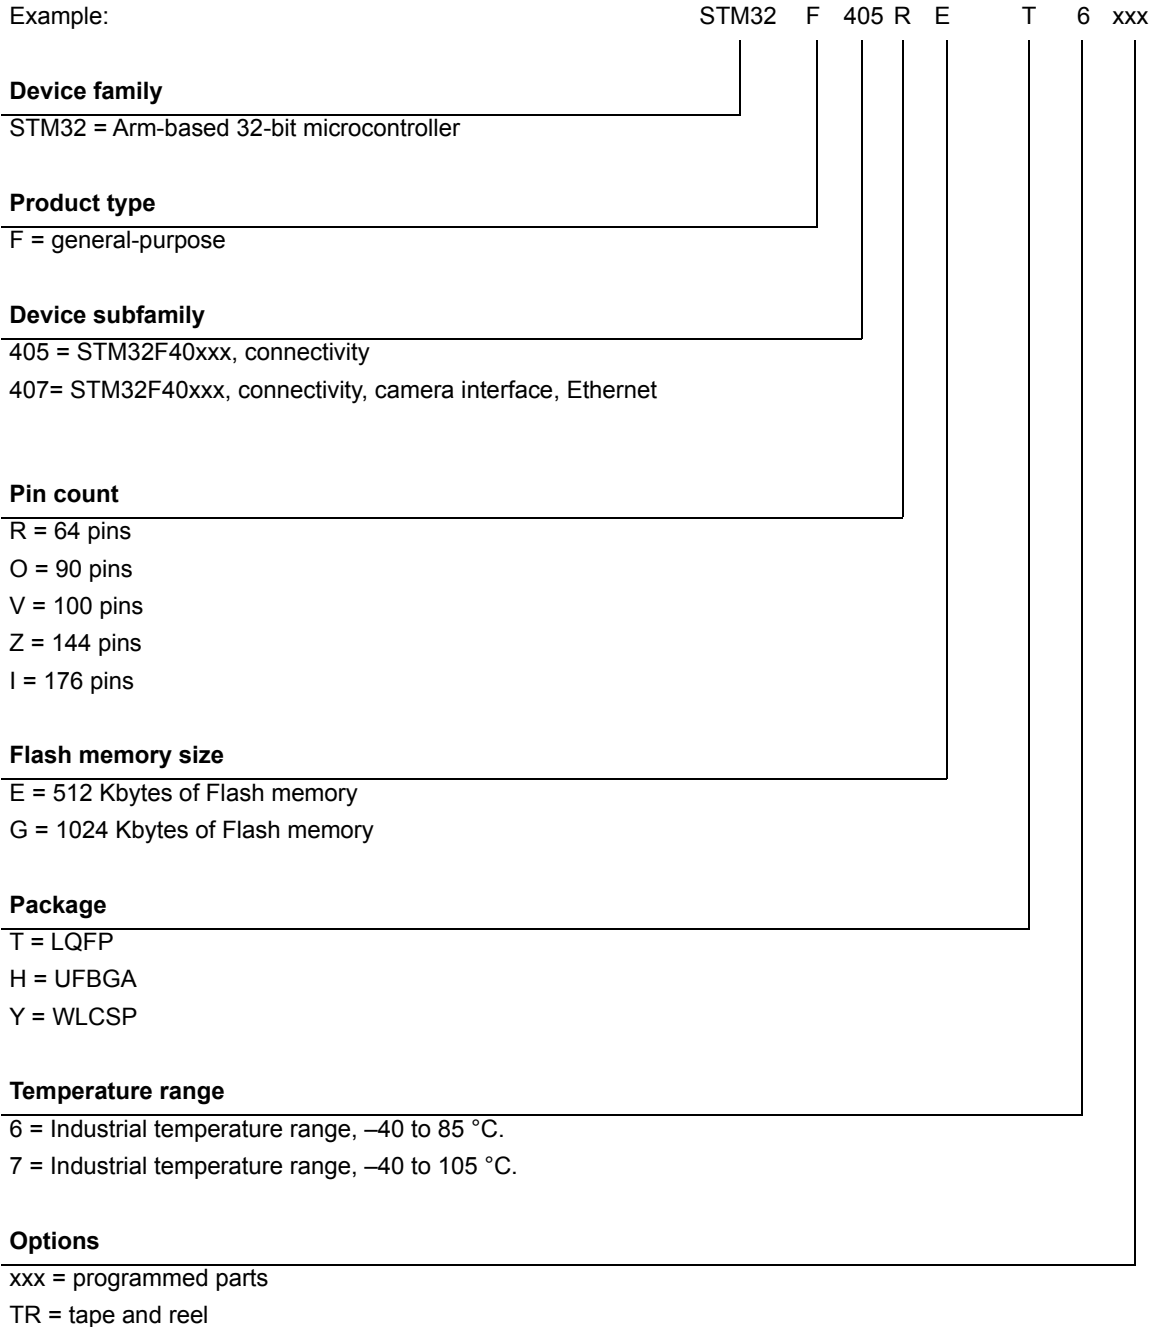 Example: STM32 F 405 R E T 6 xxx
Device family
STM32 = Arm-based 32-bit microcontroller
Product type
F = general-purpose
Device subfamily
405 = STM32F40xxx, connectivity
407= STM32F40xxx, connectivity, camera interface, Ethernet
Pin count
R = 64 pins
O = 90 pins
V = 100 pins
Z = 144 pins
I = 176 pins
Flash memory size
E = 512 Kbytes of Flash memory
G = 1024 Kbytes of Flash memory
Package
T = LQFP
H = UFBGA
Y = WLCSP
Temperature range
6 = Industrial temperature range, –40 to 85 °C.
7 = Industrial temperature range, –40 to 105 °C.
Options
xxx = programmed parts
TR = tape and reel